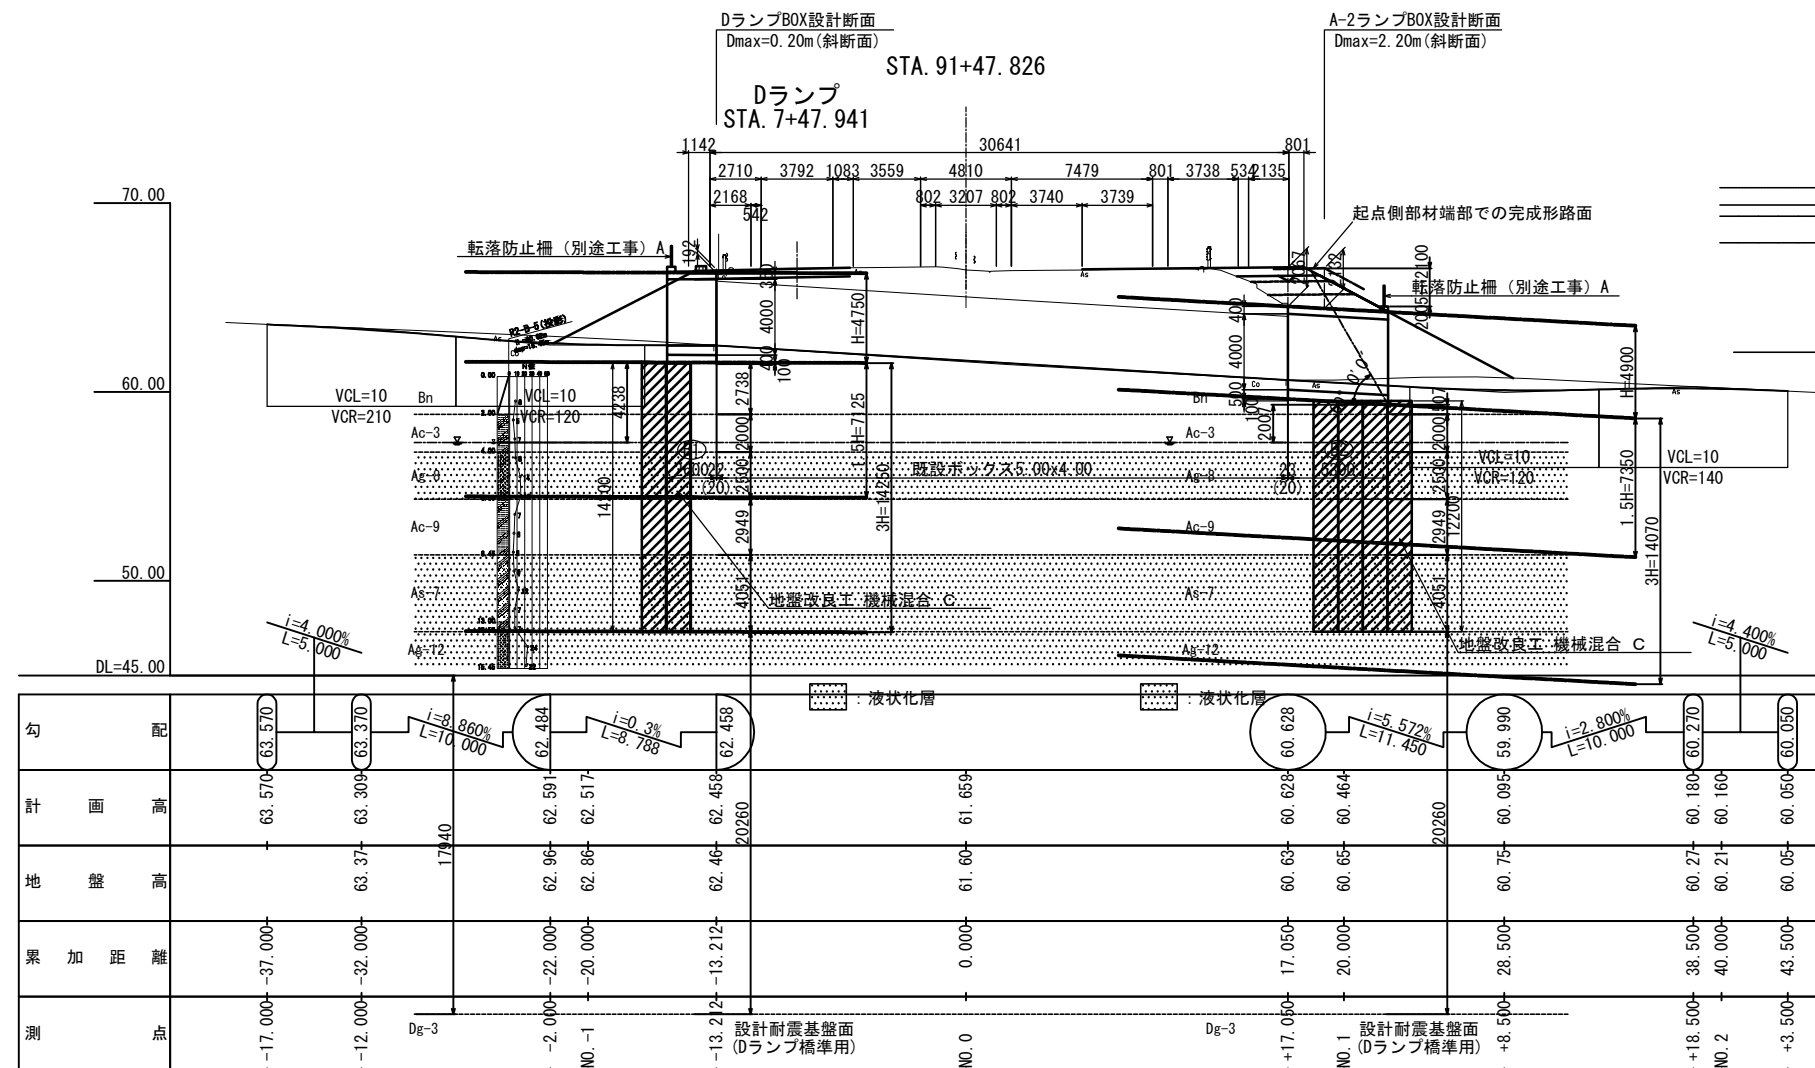 DランプBOX設計断面
Dmax=0.20m(斜断面)
A-2ランプBOX設計断面
Dmax=2.20m(斜断面)
STA. 91+47.826
Dランプ
STA. 7+47.941
1142
30641
801
2710
3792
1083
3559
4810
7479
801
3738
534
2135
2168
542
802
3207
802
3740
3739
70.00
60.00
50.00
DL=45.00
転落防止柵（別途工事）A
192
起点側部材端部での完成形路面
2100
転落防止柵（別途工事）A
4000
400
100
H=4750
400
4000
500
100
2007
H=4900
VCL=10
VCR=210
Bn
VCL=10
VCR=120
4238
2738
2000
2500
2949
4051
1.5H=7125
3H=14250
Ac-3
Ac-9
As-7
Ag-12
(20)
既設ボックス5.00x4.00
Bn
Ac-3
Ag-8
Ac-9
As-7
Ag-12
23
(20)
507
2000
2500
2949
4051
12200
VCL=10
VCR=120
VCL=10
VCR=140
1.5H=7350
3H=14070
地盤改良工 機械混合 C
地盤改良工 機械混合 C
i=4.000%
L=5.000
i=4.400%
L=5.000
：液状化層
：液状化層
勾配
63.570
63.370
i=8.860%
L=10.000
62.484
i=0.3%
L=8.788
62.458
60.628
i=5.572%
L=11.450
59.990
i=2.800%
L=10.000
60.270
60.050
計画高
63.570
63.309
62.591
62.517
62.458
61.659
60.628
60.464
60.095
60.180
60.160
60.050
17940
20260
20260
地盤高
63.37
62.96
62.86
62.46
61.60
60.63
60.65
60.75
60.27
60.21
60.05
累加距離
-37.000
-32.000
-22.000
-20.000
-13.212
0.000
17.050
20.000
28.500
38.500
40.000
43.500
測点
-17.000
-12.000
-2.000
NO. -1
-13.212
NO. 0
+17.050
NO. 1
+8.500
+18.500
NO. 2
+3.500
Dg-3
設計耐震基盤面
(Dランプ橋準用)
Dg-3
設計耐震基盤面
(Dランプ橋準用)